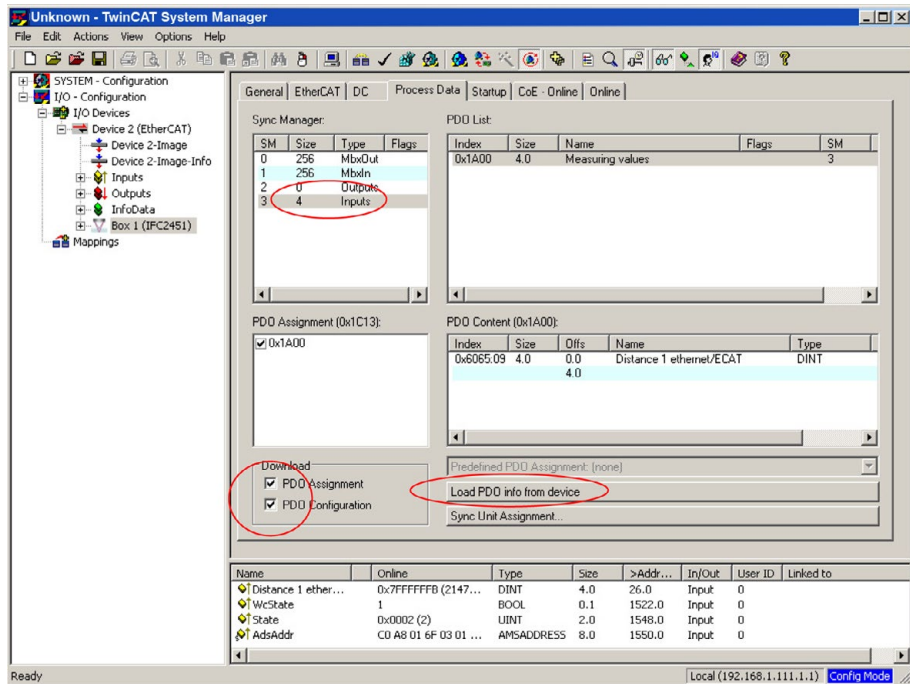 Unknown - TwinCAT System Manager
File Edit Actions View Options Help
SYSTEM - Configuration
I/O - Configuration
I/O Devices
Device 2 (EtherCAT)
Device 2-Image
Device 2-Image-Info
Inputs
Outputs
InfoData
Box 1 (IFC2451)
Mappings
General EtherCAT DC Process Data Startup CoE - Online Online
Sync Manager:
SM Size Type Flags
0 256 MbxOut
1 256 MbxIn
2 0 Outputs
3 4 Inputs
PDO List:
Index Size Name Flags SM
0x1A00 4.0 Measuring values 3
PDO Assignment (0x1C13):
0x1A00
PDO Content (0x1A00):
Index Size Offs Name Type
0x6065:09 4.0 0.0 Distance 1 ethernet/ECAT DINT
4.0
Download
PDO Assignment
PDO Configuration
Predefined PDO Assignment: (none)
Load PDO info from device
Sync Unit Assignment...
Name Online Type Size >Addr... In/Out User ID Linked to
Distance 1 ether... 0x7FFFFFFB (2147... DINT 4.0 26.0 Input 0
WcState 1 BOOL 0.1 1522.0 Input 0
State 0x0002 (2) UINT 2.0 1548.0 Input 0
AdsAddr C0 A8 01 6F 03 01 ... AMSADDRESS 8.0 1550.0 Input 0
Ready Local (192.168.1.111.1.1) Config Mode